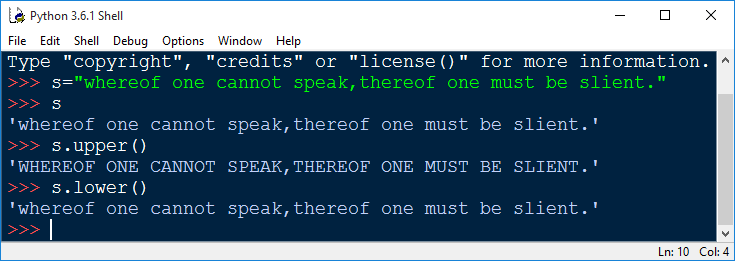 Python 3.6.1 Shell
File Edit Shell Debug Options Window Help
Type "copyright", "credits" or "license()" for more information.
>>> s="whereof one cannot speak,thereof one must be slient."
>>> s
'whereof one cannot speak,thereof one must be slient.'
>>> s.upper()
'WHEREOF ONE CANNOT SPEAK,THEREOF ONE MUST BE SLIENT.'
>>> s.lower()
'whereof one cannot speak,thereof one must be slient.'
>>>
Ln: 10 Col: 4